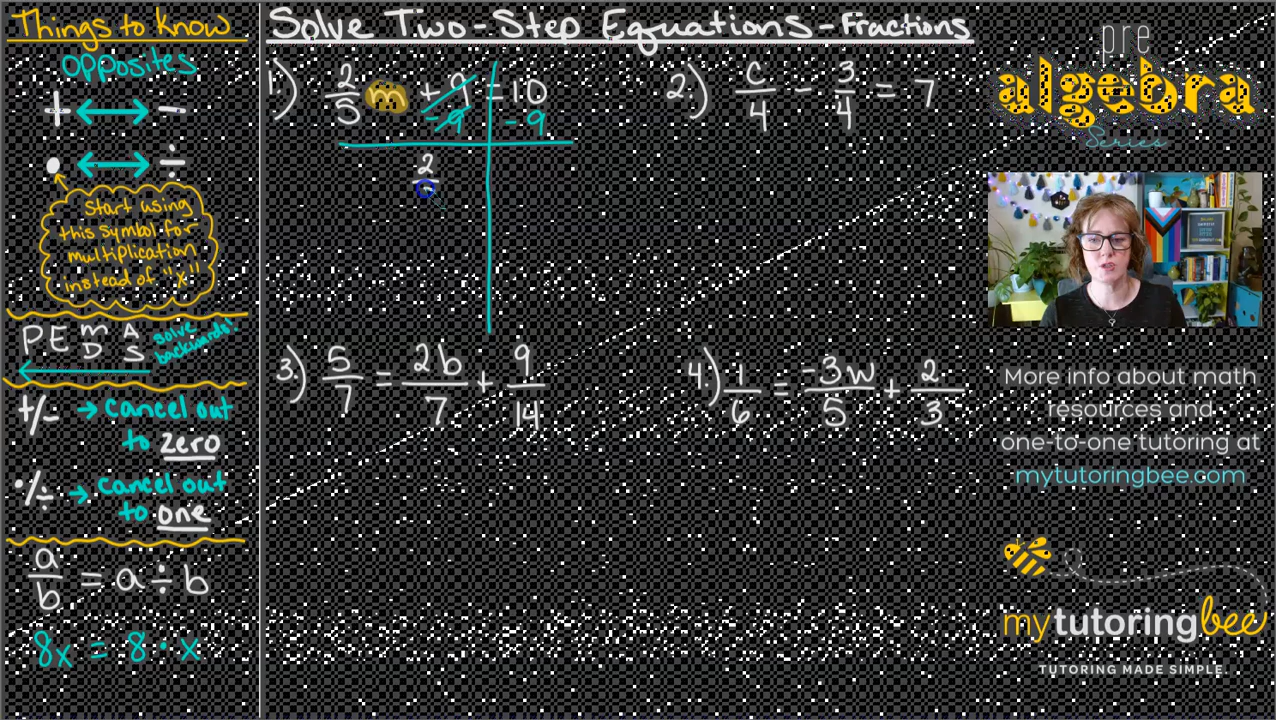 Things to know
opposites
+ ↔ −
• ↔ ÷
Start using
this symbol for
multiplication
instead of "x"
P E M A
D S
solve
backwards!
+/- → cancel out
to zero
•/÷ → cancel out
to one
a/b = a ÷ b
8x = 8 • x
Solve Two-Step Equations - Fractions
1.) 2/5 m + 9 = 10
-9 -9
2
2.) c/4 − 3/4 = 7
3.) 5/7 = 2b/7 + 9/14
4.) 1/6 = -3w/5 + 2/3
pre
algebra
Series
More info about math
resources and
one-to-one tutoring at
mytutoringbee.com
mytutoringbee
TUTORING MADE SIMPLE.